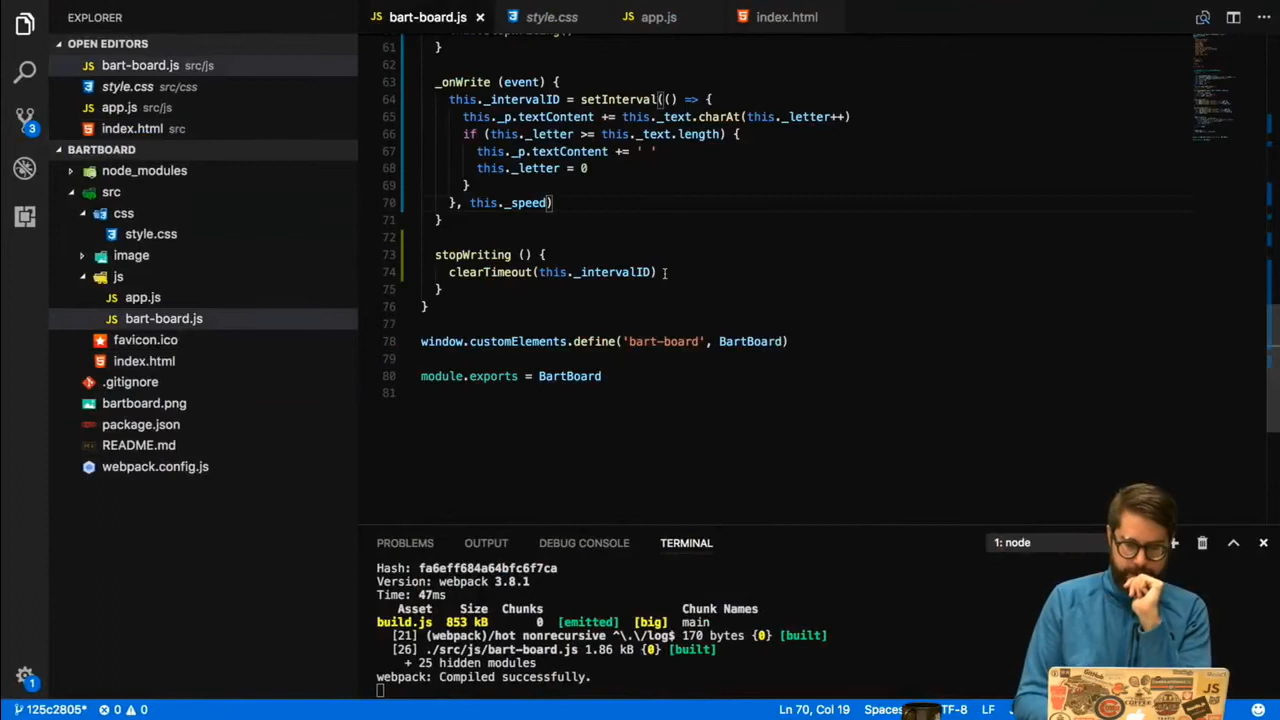 EXPLORER
bart-board.js
style.css
app.js
index.html
OPEN EDITORS
bart-board.js src/js
style.css src/css
app.js src/js
index.html src
BARTBOARD
node_modules
src
css
style.css
image
js
app.js
bart-board.js
favicon.ico
index.html
.gitignore
bartboard.png
package.json
README.md
webpack.config.js
61 }
62
63 _onWrite (event) {
64 this._intervalID = setInterval(() => {
65 this._p.textContent += this._text.charAt(this._letter++)
66 if (this._letter >= this._text.length) {
67 this._p.textContent += ' '
68 this._letter = 0
69 }
70 }, this._speed)
71 }
72
73 stopWriting () {
74 clearTimeout(this._intervalID)
75 }
76 }
77
78 window.customElements.define('bart-board', BartBoard)
79
80 module.exports = BartBoard
81
PROBLEMS OUTPUT DEBUG CONSOLE TERMINAL 1: node
Hash: fa6eff684a64bfc6f7ca
Version: webpack 3.8.1
Time: 47ms
Asset Size Chunks Chunk Names
build.js 853 kB 0 [emitted] [big] main
[21] (webpack)/hot nonrecursive ^\.\/log$ 170 bytes {0} [built]
[26] ./src/js/bart-board.js 1.86 kB {0} [built]
+ 25 hidden modules
webpack: Compiled successfully.
3
1
125c2805* 0 0 Ln 70, Col 19 LF
JS